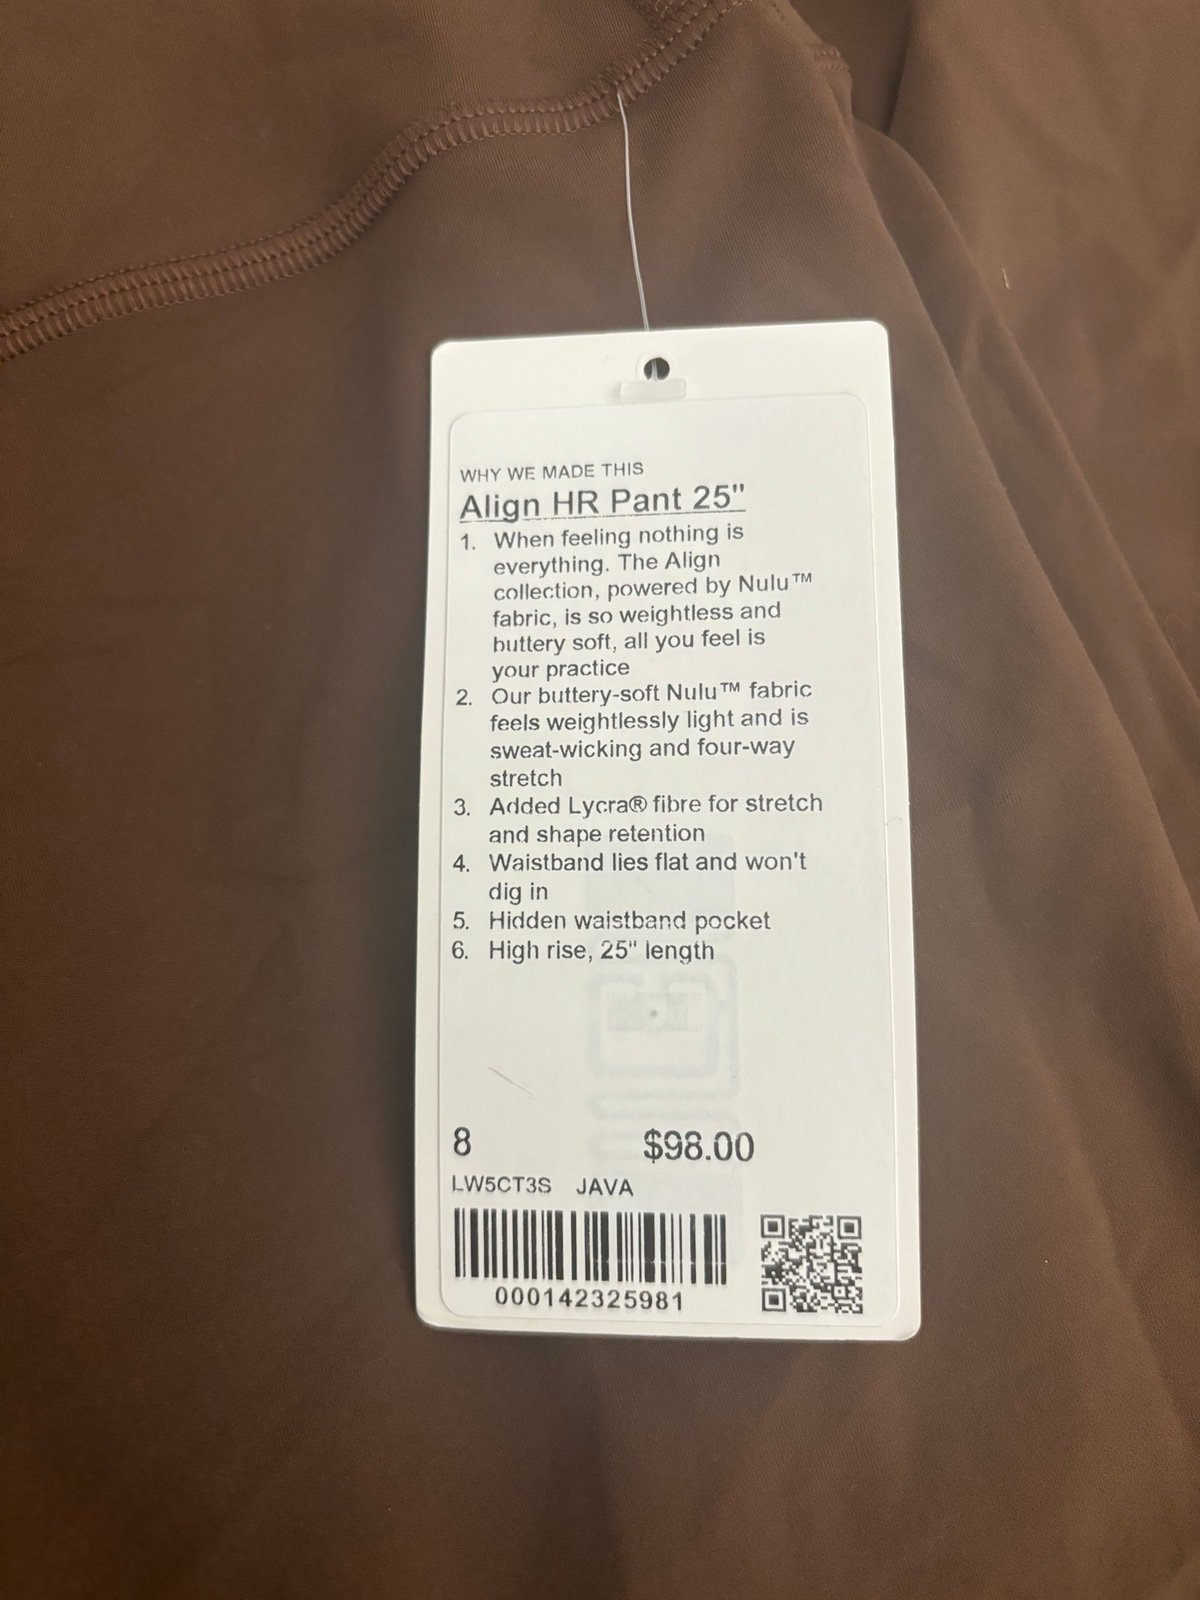 WHY WE MADE THIS
Align HR Pant 25"
1. When feeling nothing is
everything. The Align
collection, powered by Nulu™
fabric, is so weightless and
buttery soft, all you feel is
your practice
2. Our buttery-soft Nulu™ fabric
feels weightlessly light and is
sweat-wicking and four-way
stretch
3. Added Lycra® fibre for stretch
and shape retention
4. Waistband lies flat and won't
dig in
5. Hidden waistband pocket
6. High rise, 25" length
8 $98.00
LW5CT3S JAVA
000142325981